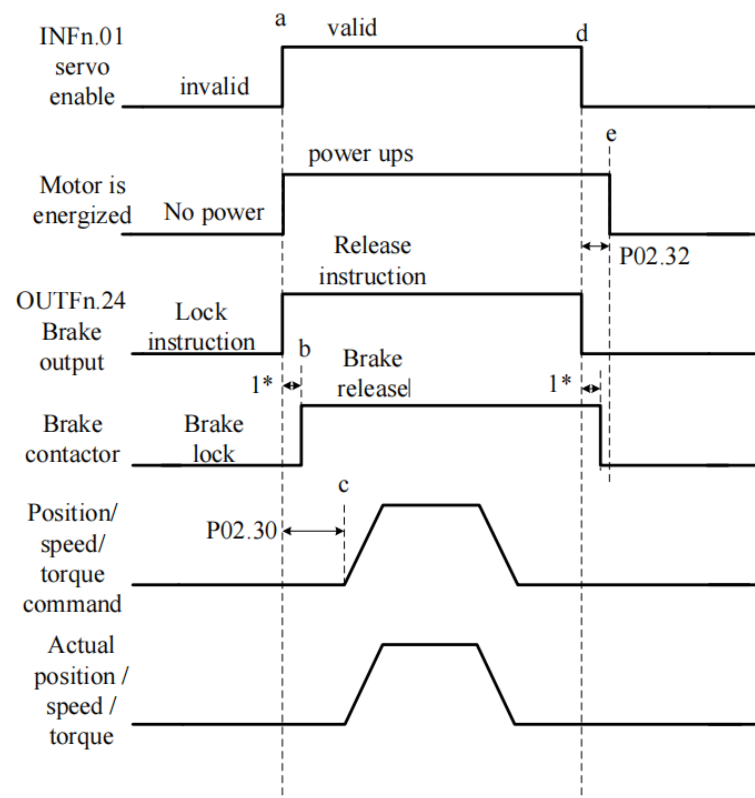 a
valid
d
INFn.01
servo
enable
invalid
e
power ups
Motor is
energized
No power
P02.32
Release
instruction
OUTFn.24
Brake
output
Lock
instruction
b
1*
Brake
release
1*
Brake
contactor
Brake
lock
c
Position/
speed/
torque
command
P02.30
Actual
position /
speed /
torque